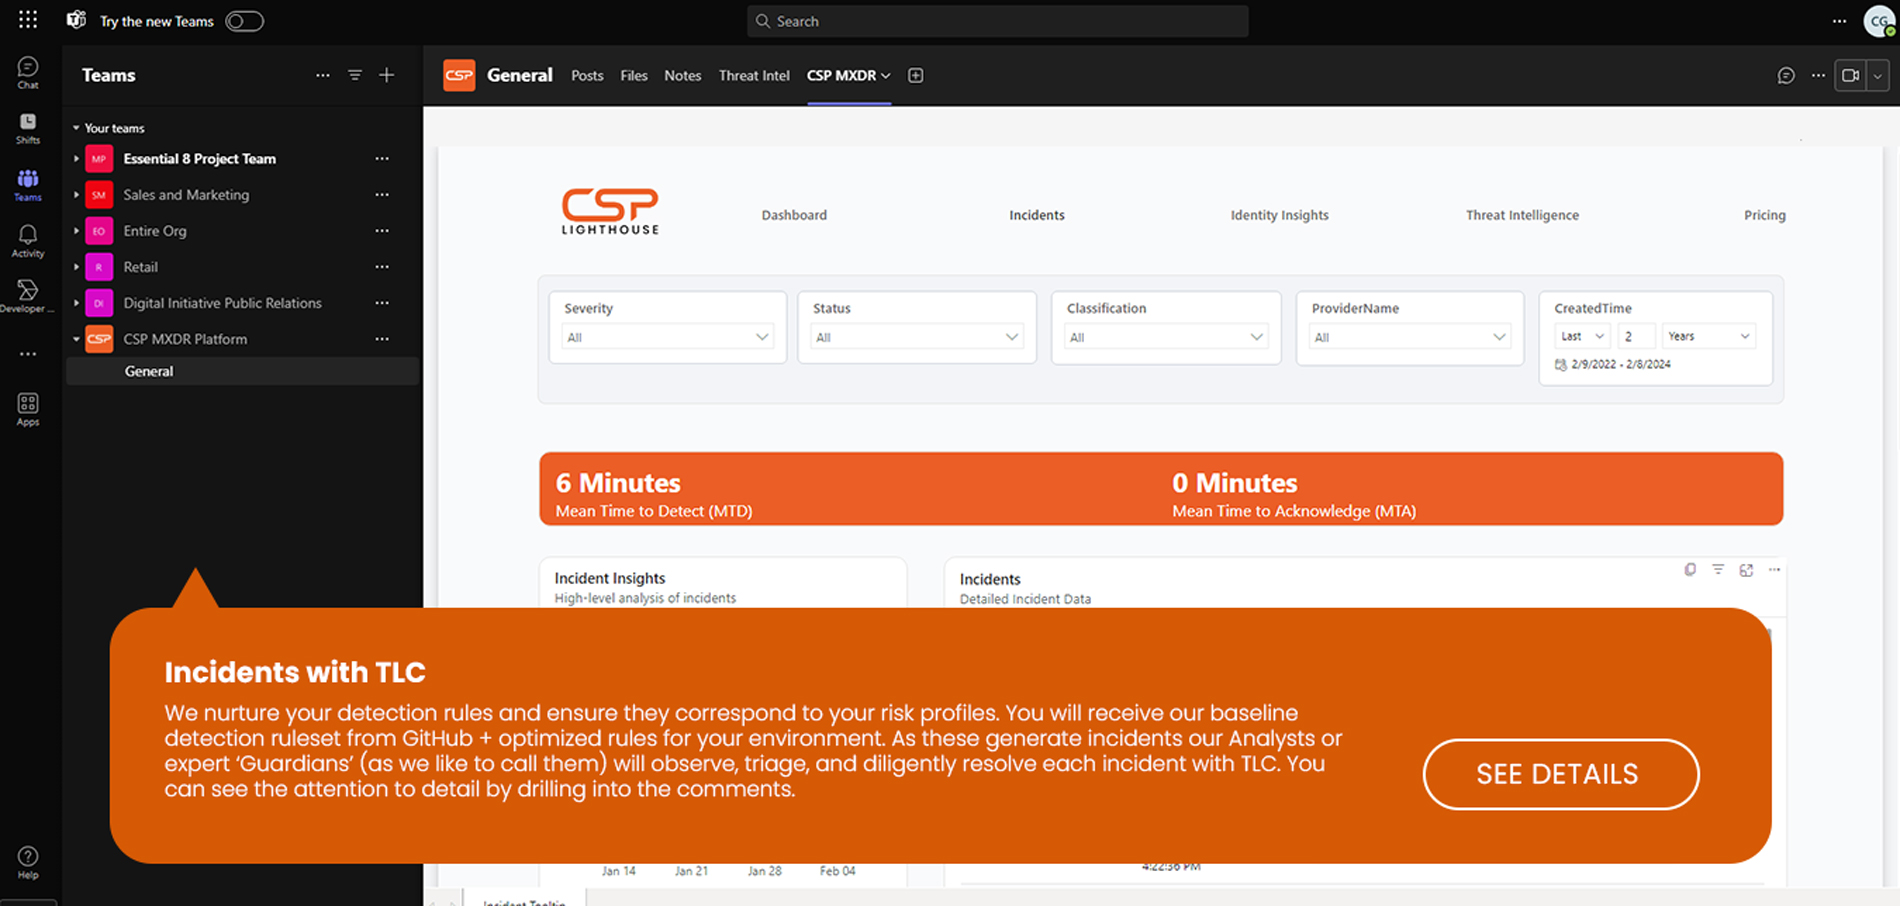 Try the new Teams
Search
CG
Chat
Shifts
Teams
Activity
Developer ...
Apps
Help
Teams
Your teams
MP Essential 8 Project Team
SM Sales and Marketing
EO Entire Org
R Retail
DI Digital Initiative Public Relations
CSP CSP MXDR Platform
General
CSP General Posts Files Notes Threat Intel CSP MXDR
CSP
LIGHTHOUSE
Dashboard Incidents Identity Insights Threat Intelligence Pricing
Severity
All
Status
All
Classification
All
ProviderName
All
CreatedTime
Last 2 Years
2/9/2022 - 2/8/2024
6 Minutes
Mean Time to Detect (MTD)
0 Minutes
Mean Time to Acknowledge (MTA)
Incident Insights
High-level analysis of incidents
Incidents
Detailed Incident Data
Incidents with TLC
We nurture your detection rules and ensure they correspond to your risk profiles. You will receive our baseline
detection ruleset from GitHub + optimized rules for your environment. As these generate incidents our Analysts or
expert ‘Guardians’ (as we like to call them) will observe, triage, and diligently resolve each incident with TLC. You
can see the attention to detail by drilling into the comments.
SEE DETAILS
Jan 14 Jan 21 Jan 28 Feb 04
4:22:36 PM
Incident Tooltip